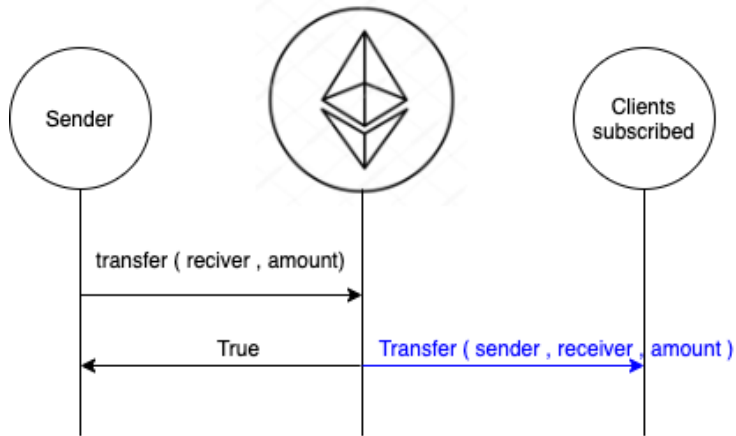 Sender
Clients
subscribed
transfer ( reciver , amount)
True
Transfer ( sender , receiver , amount )